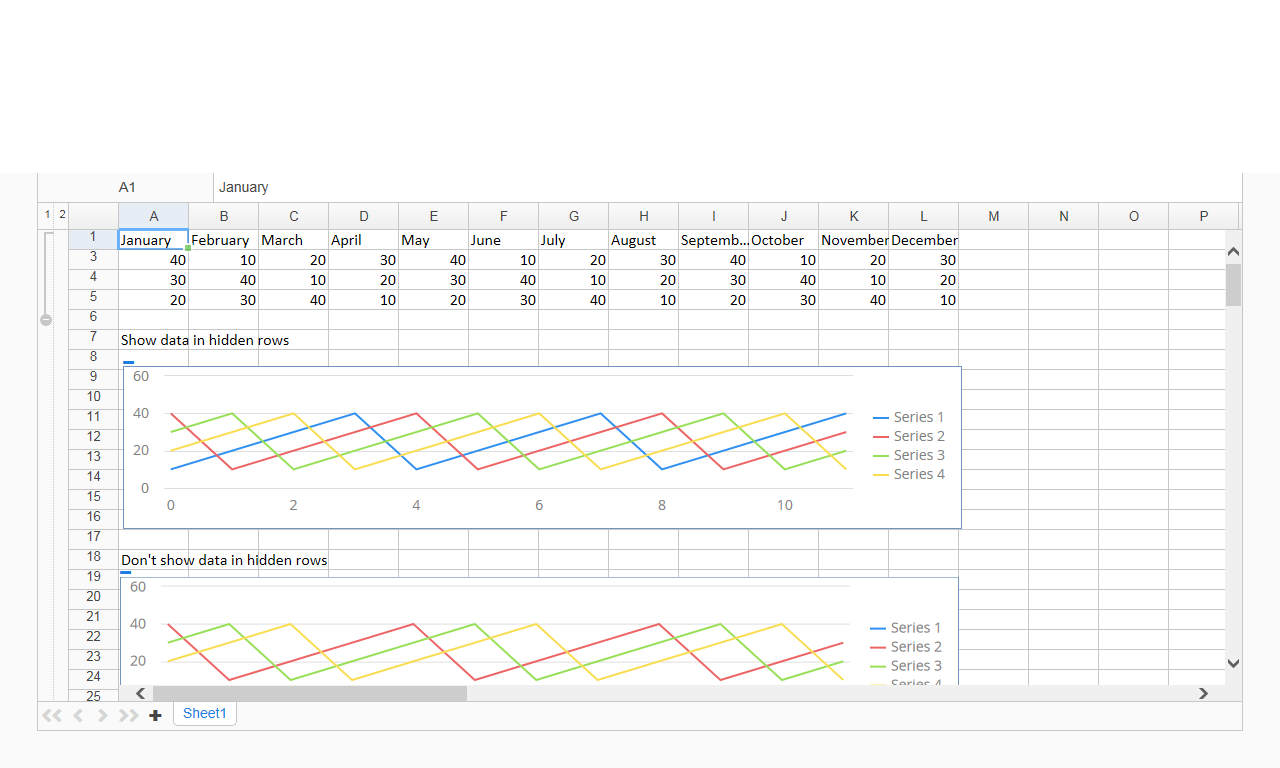 A1 January
1 2 A B C D E F G H I J K L M N O P
1 January February March April May June July August Septemb... October November December
3 40 10 20 30 40 10 20 30 40 10 20 30
4 30 40 10 20 30 40 10 20 30 40 10 20
5 20 30 40 10 20 30 40 10 20 30 40 10
6
7 Show data in hidden rows
8
9 60
10
11 40 Series 1
12 Series 2
13 20 Series 3
14 Series 4
15 0
16 0 2 4 6 8 10
17
18 Don't show data in hidden rows
19 60
20
21 40 Series 1
22 Series 2
23 20 Series 3
24 Series 4
25
Sheet1